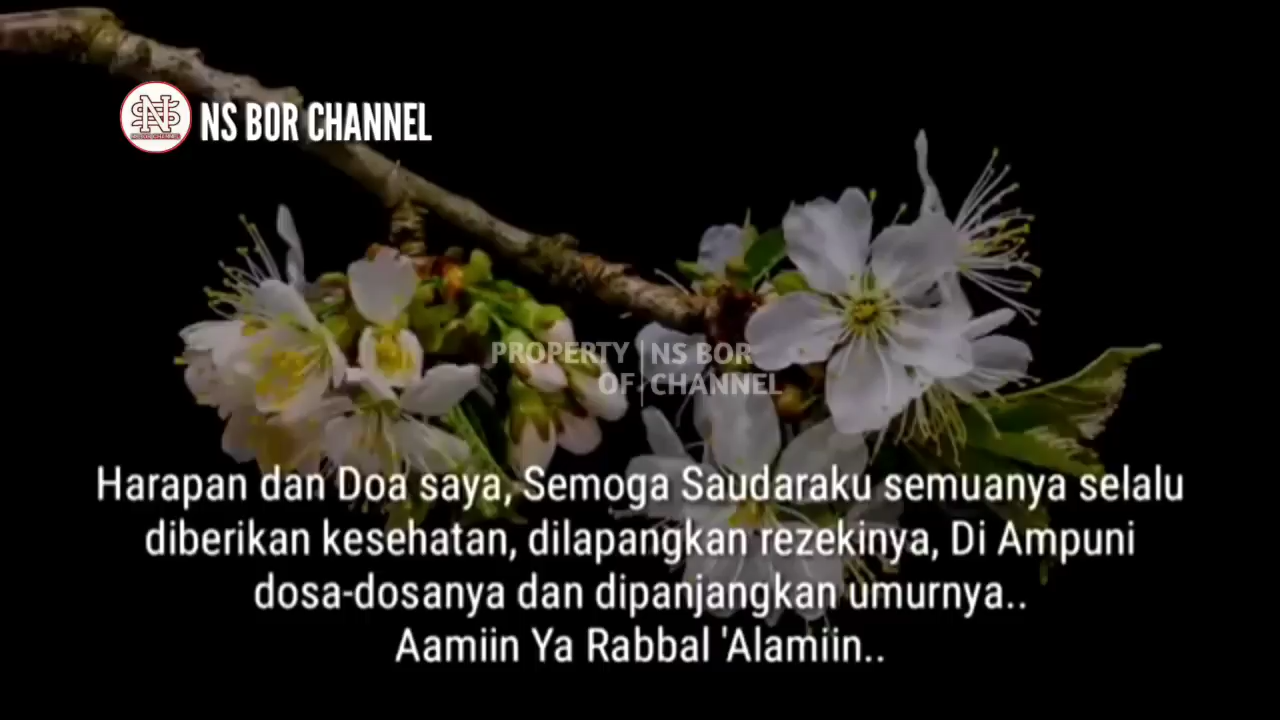 NS BOR CHANNEL
PROPERTY NS BOR
OF CHANNEL
Harapan dan Doa saya, Semoga Saudaraku semuanya selalu
diberikan kesehatan, dilapangkan rezekinya, Di Ampuni
dosa-dosanya dan dipanjangkan umurnya..
Aamiin Ya Rabbal 'Alamiin..